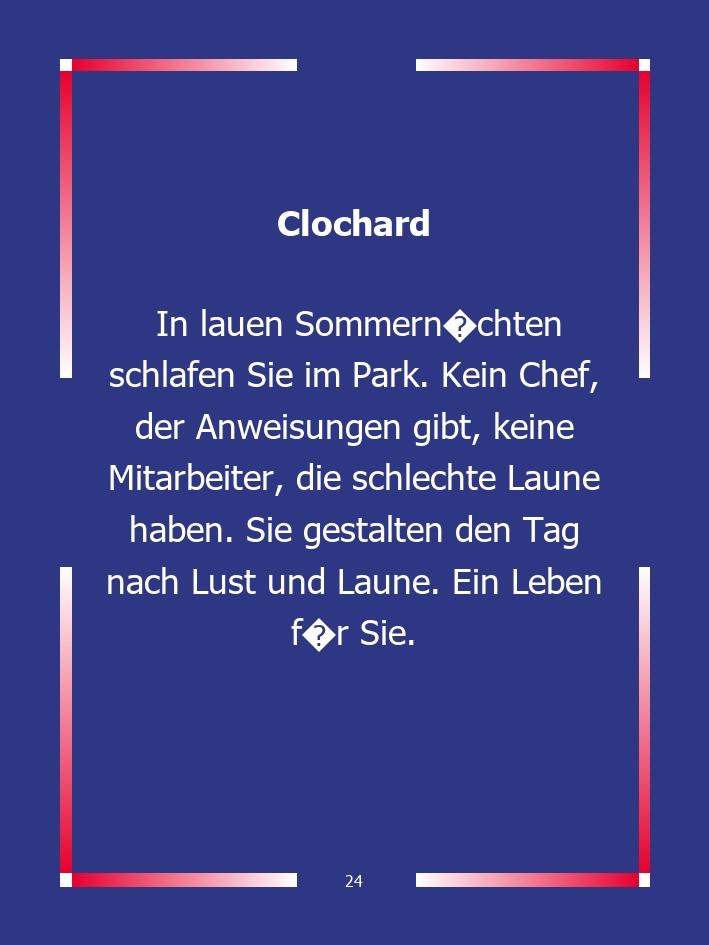 Clochard
In lauen Sommern�chten
schlafen Sie im Park. Kein Chef,
der Anweisungen gibt, keine
Mitarbeiter, die schlechte Laune
haben. Sie gestalten den Tag
nach Lust und Laune. Ein Leben
f�r Sie.
24